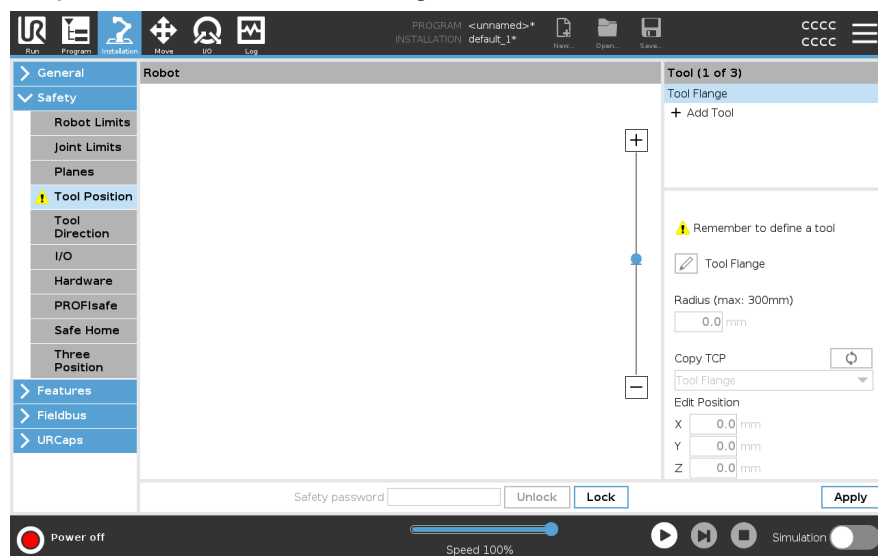 PROGRAM <unnamed>*
INSTALLATION default_1*
CCCC
CCCC
Run Program Installation Move I/O Log New... Open... Save...
General
Safety
Robot Limits
Joint Limits
Planes
Tool Position
Tool
Direction
I/O
Hardware
PROFIsafe
Safe Home
Three
Position
Features
Fieldbus
URCaps
Robot
Tool (1 of 3)
Tool Flange
Add Tool
Remember to define a tool
Tool Flange
Radius (max: 300mm)
0.0 mm
Copy TCP
Tool Flange
Edit Position
X 0.0 mm
Y 0.0 mm
Z 0.0 mm
Safety password Unlock Lock Apply
Power off
Speed 100%
Simulation